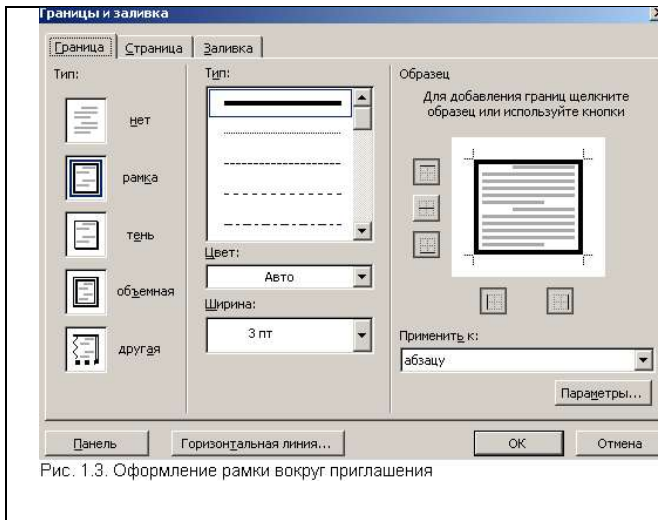 Границы и заливка
Граница Страница Заливка
Тип:
нет
рамка
тень
объемная
другая
Тип:
Цвет:
Авто
Ширина:
3 пт
Образец
Для добавления границ щелкните
образец или используйте кнопки
Применить к:
абзацу
Параметры...
Панель Горизонтальная линия... ОК Отмена
Рис. 1.3. Оформление рамки вокруг приглашения